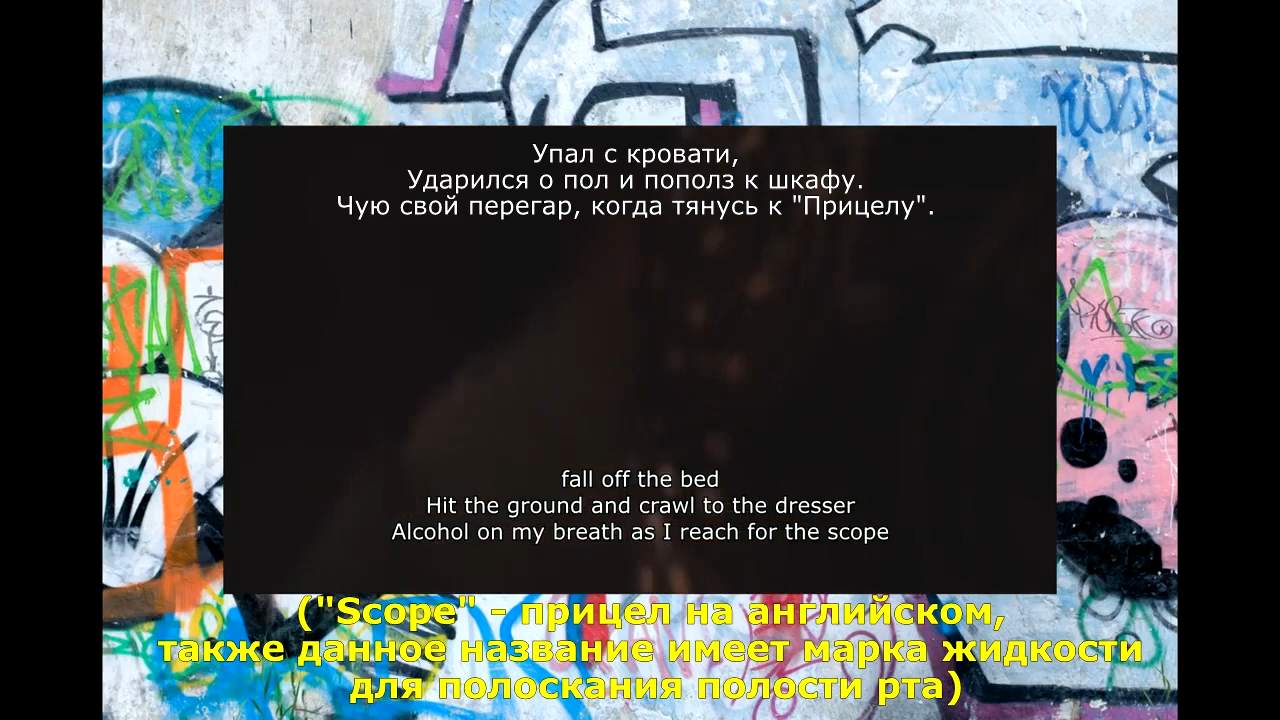 Упал с кровати,
Ударился о пол и пополз к шкафу.
Чую свой перегар, когда тянусь к "Прицелу".
fall off the bed
Hit the ground and crawl to the dresser
Alcohol on my breath as I reach for the scope
("Scope" - прицел на английском,
также данное название имеет марка жидкости
для полоскания полости рта)